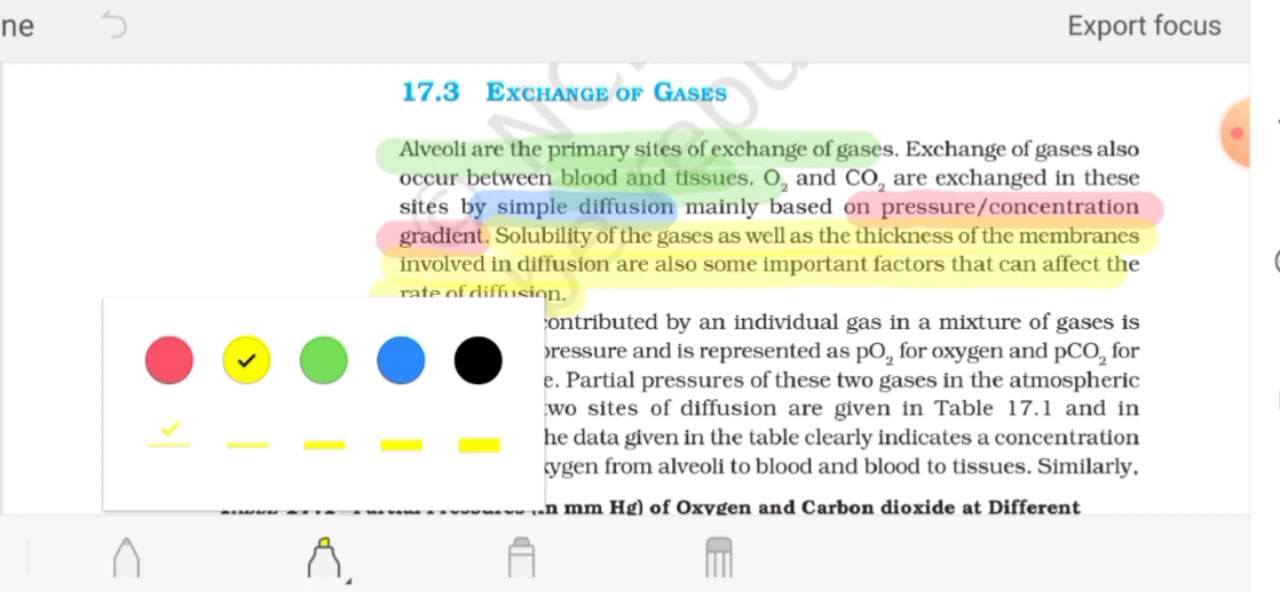 ne
Export focus
17.3 EXCHANGE OF GASES
Alveoli are the primary sites of exchange of gases. Exchange of gases also
occur between blood and tissues. O₂ and CO₂ are exchanged in these
sites by simple diffusion mainly based on pressure/concentration
gradient. Solubility of the gases as well as the thickness of the membranes
involved in diffusion are also some important factors that can affect the
rate of diffusion.
contributed by an individual gas in a mixture of gases is
pressure and is represented as pO₂ for oxygen and pCO₂ for
e. Partial pressures of these two gases in the atmospheric
two sites of diffusion are given in Table 17.1 and in
he data given in the table clearly indicates a concentration
xygen from alveoli to blood and blood to tissues. Similarly,
n mm Hg) of Oxygen and Carbon dioxide at Different